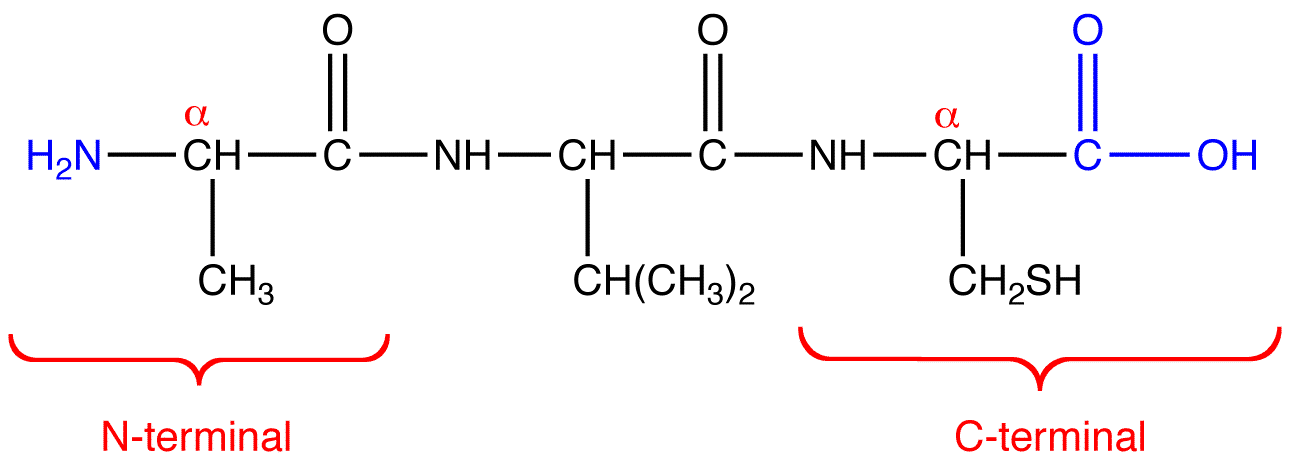 O O O
α α
H₂N CH C NH CH C NH CH C OH
CH₃ CH(CH₃)₂ CH₂SH
N-terminal C-terminal